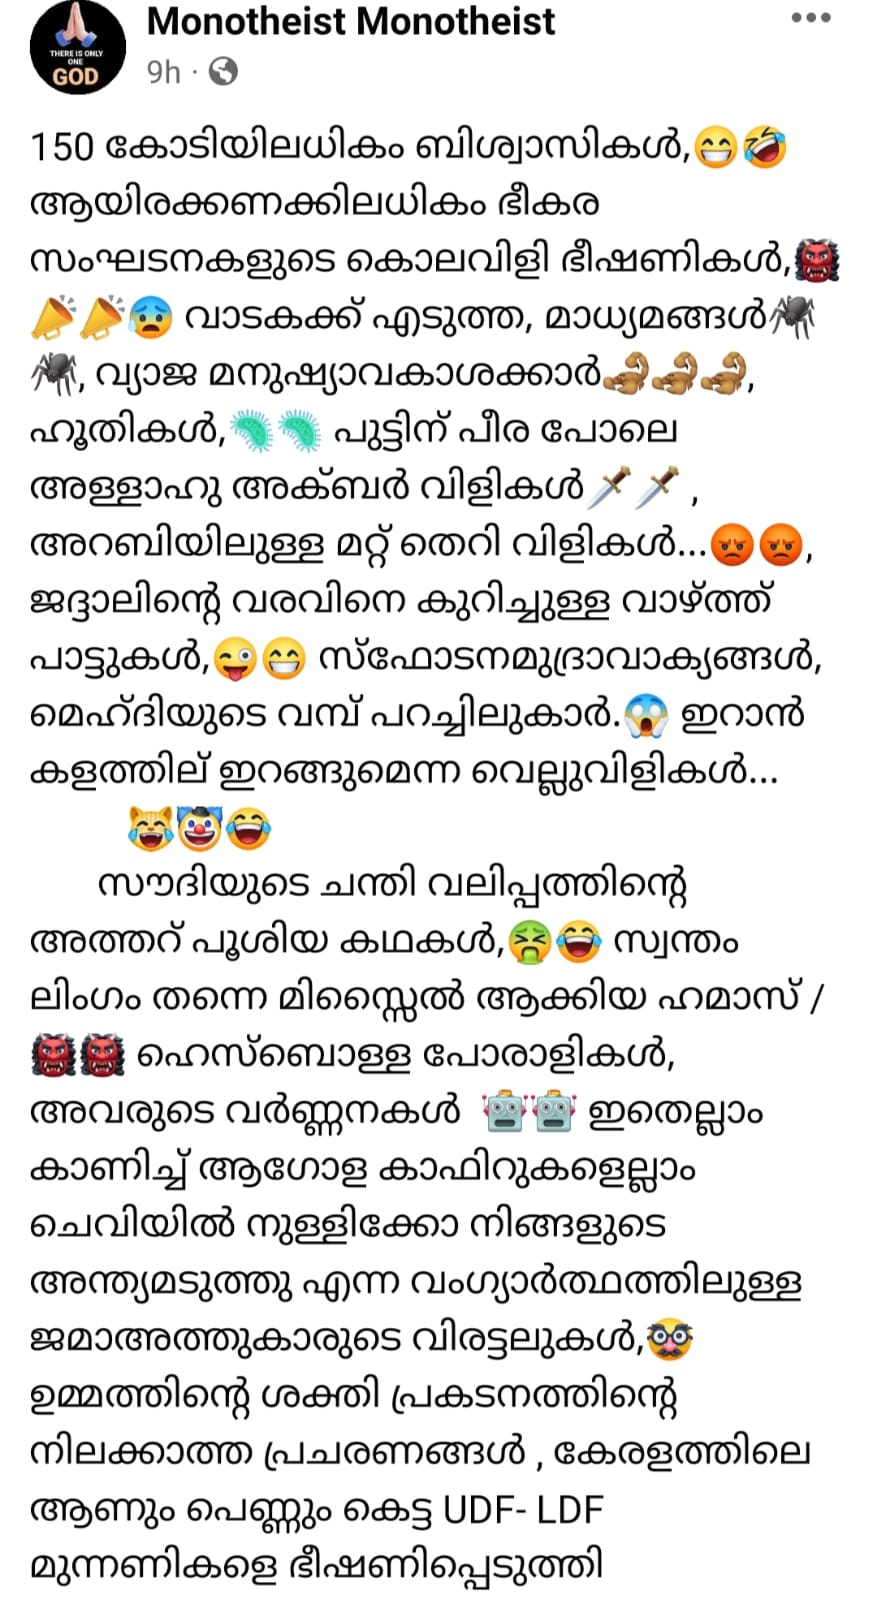 THERE IS ONLY
ONE
GOD
Monotheist Monotheist
9h ·
150 കോടിയിലധികം ബിശ്വാസികൾ,😁🤣
ആയിരക്കണക്കിലധികം ഭീകര
സംഘടനകളുടെ കൊലവിളി ഭീഷണികൾ,👹
📣📣😰 വാടകക്ക് എടുത്ത, മാധ്യമങ്ങൾ🕷
🕷, വ്യാജ മനുഷ്യാവകാശക്കാർ🦂🦂🦂,
ഹൂതികൾ,🦠🦠 പുട്ടിന് പീര പോലെ
അള്ളാഹു അക്ബർ വിളികൾ🗡🗡 ,
അറബിയിലുള്ള മറ്റ് തെറി വിളികൾ...😡😡,
ജദ്ദാലിന്റെ വരവിനെ കുറിച്ചുള്ള വാഴ്ത്ത്
പാട്ടുകൾ,😜😁 സ്ഫോടനമുദ്രാവാക്യങ്ങൾ,
മെഹ്ദിയുടെ വമ്പ് പറച്ചിലുകാർ.😱 ഇറാൻ
കളത്തില് ഇറങ്ങുമെന്ന വെല്ലുവിളികൾ...
😹🤡😂
സൗദിയുടെ ചന്തി വലിപ്പത്തിന്റെ
അത്തറ് പൂശിയ കഥകൾ,🤮😂 സ്വന്തം
ലിംഗം തന്നെ മിസ്സൈൽ ആക്കിയ ഹമാസ് /
👹👹 ഹെസ്ബൊള്ള പോരാളികൾ,
അവരുടെ വർണ്ണനകൾ 🤖🤖 ഇതെല്ലാം
കാണിച്ച് ആഗോള കാഫിറുകളെല്ലാം
ചെവിയിൽ നുള്ളിക്കോ നിങ്ങളുടെ
അന്ത്യമടുത്തു എന്ന വംഗ്യാർത്ഥത്തിലുള്ള
ജമാഅത്തുകാരുടെ വിരട്ടലുകൾ,🥸
ഉമ്മത്തിന്റെ ശക്തി പ്രകടനത്തിന്റെ
നിലക്കാത്ത പ്രചരണങ്ങൾ , കേരളത്തിലെ
ആണും പെണ്ണും കെട്ട UDF- LDF
മുന്നണികളെ ഭീഷണിപ്പെടുത്തി